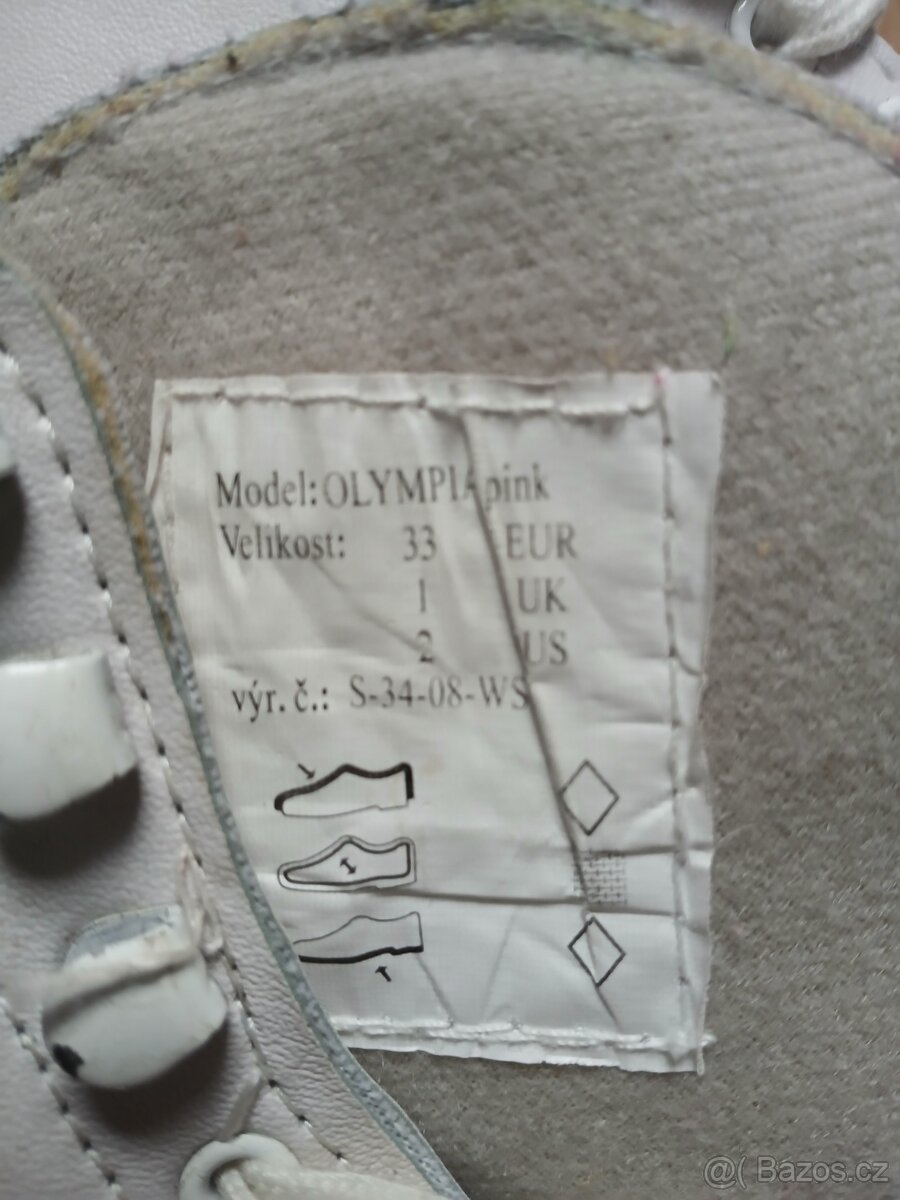 Model: OLYMPIA pink
Velikost: 33 EUR
1 UK
2 US
výr. č.: S-34-08-WS
@( Bazos.cz